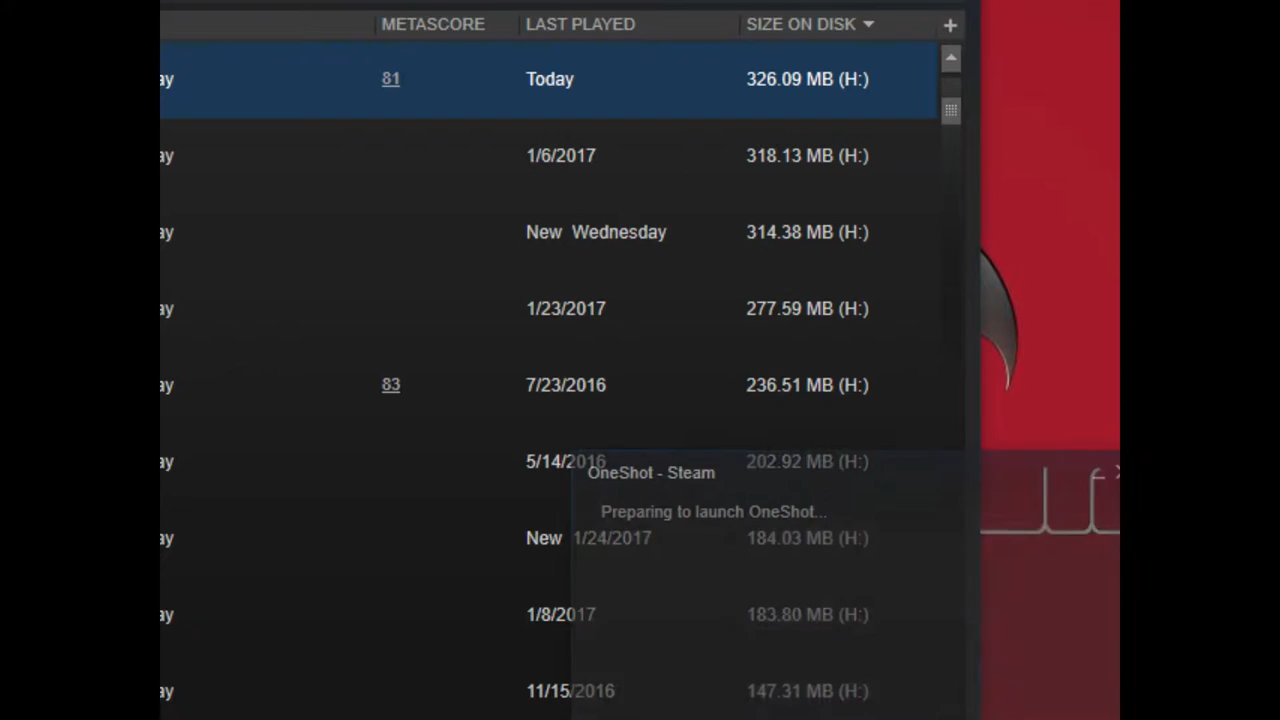 METASCORE LAST PLAYED SIZE ON DISK +
ay 81 Today 326.09 MB (H:)
ay 1/6/2017 318.13 MB (H:)
ay New Wednesday 314.38 MB (H:)
ay 1/23/2017 277.59 MB (H:)
ay 83 7/23/2016 236.51 MB (H:)
ay 5/14/2016 202.92 MB (H:)
OneShot - Steam
Preparing to launch OneShot...
ay New 1/24/2017 184.03 MB (H:)
ay 1/8/2017 183.80 MB (H:)
ay 11/15/2016 147.31 MB (H:)